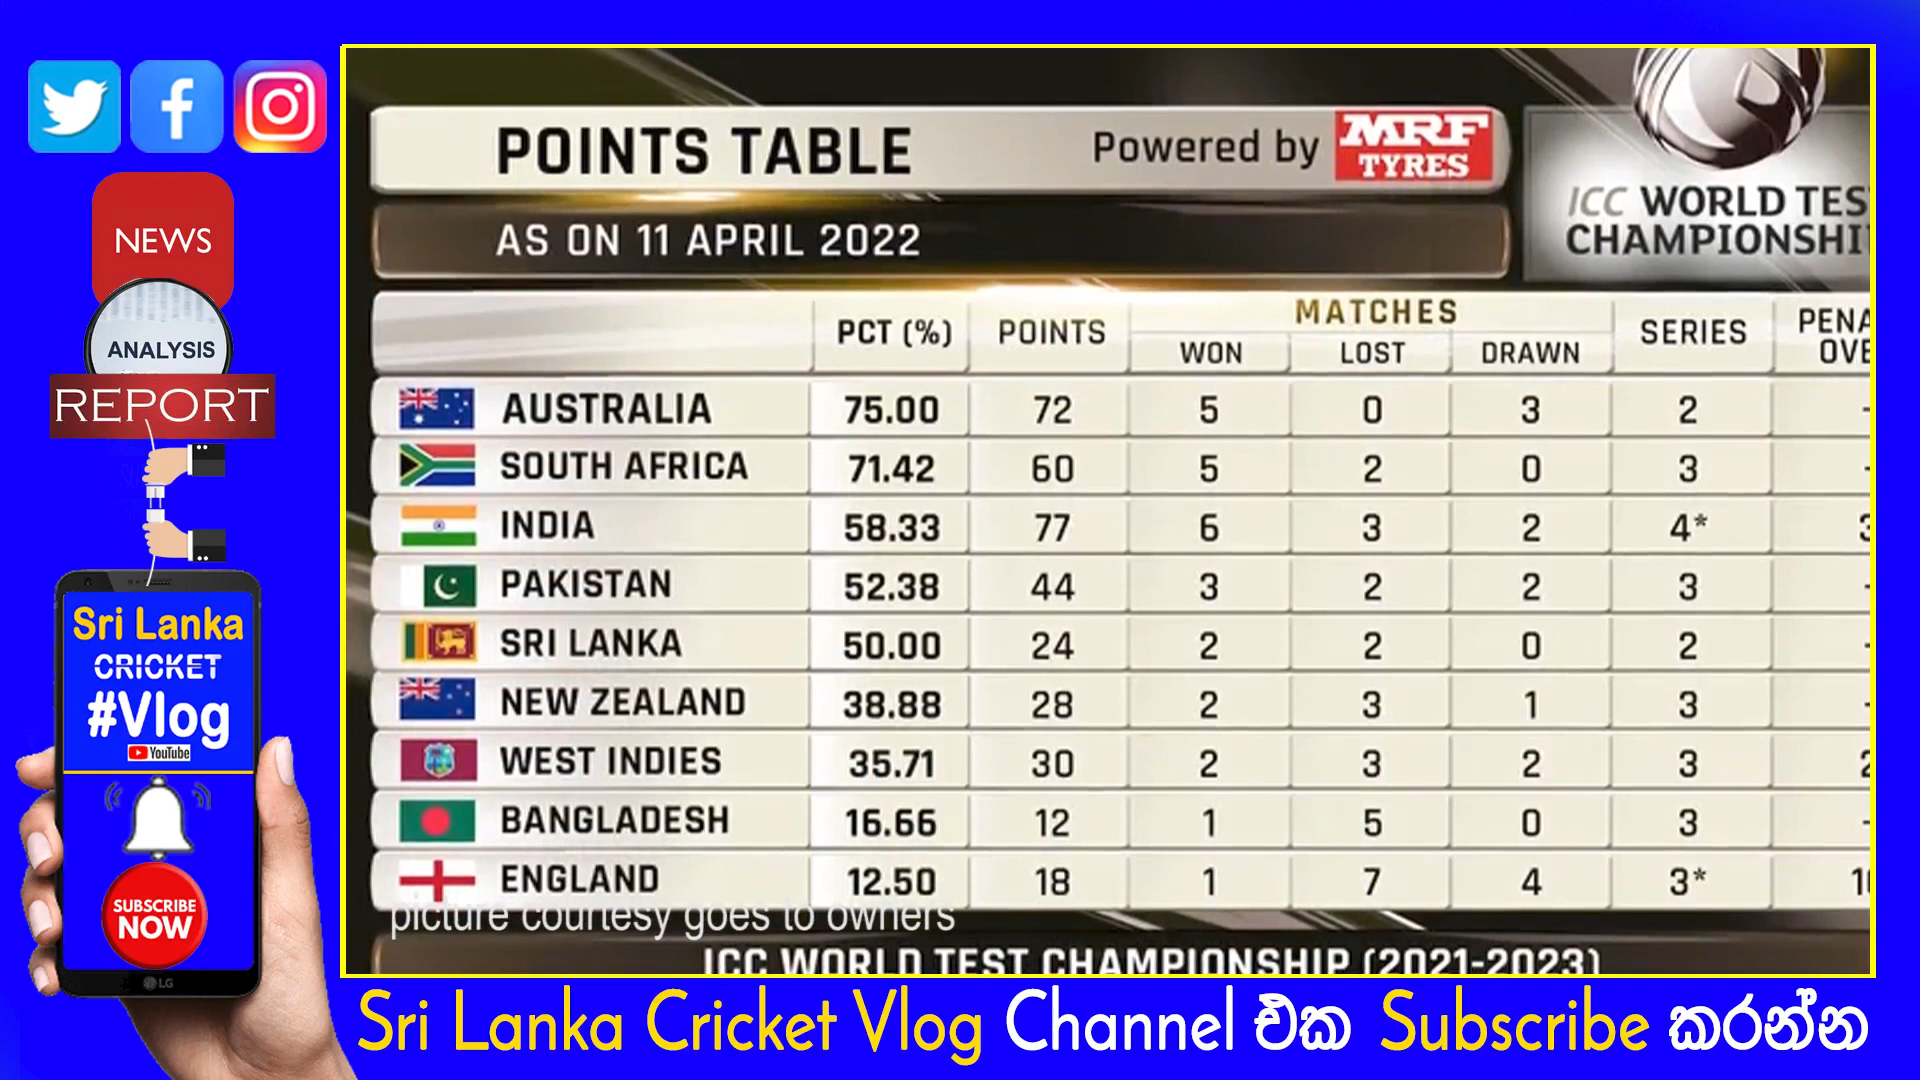 NEWS
ANALYSIS
REPORT
Sri Lanka
CRICKET
#Vlog
YouTube
SUBSCRIBE
NOW
LG
POINTS TABLE Powered by MRF TYRES
AS ON 11 APRIL 2022
ICC WORLD TES
CHAMPIONSHI
PCT (%) POINTS MATCHES SERIES PENA
WON LOST DRAWN OVE
AUSTRALIA 75.00 72 5 0 3 2 -
SOUTH AFRICA 71.42 60 5 2 0 3 -
INDIA 58.33 77 6 3 2 4* 3
PAKISTAN 52.38 44 3 2 2 3 -
SRI LANKA 50.00 24 2 2 0 2 -
NEW ZEALAND 38.88 28 2 3 1 3 -
WEST INDIES 35.71 30 2 3 2 3 2
BANGLADESH 16.66 12 1 5 0 3 -
ENGLAND 12.50 18 1 7 4 3* 10
picture courtesy goes to owners
ICC WORLD TEST CHAMPIONSHIP (2021-2023)
Sri Lanka Cricket Vlog Channel එක Subscribe කරන්න